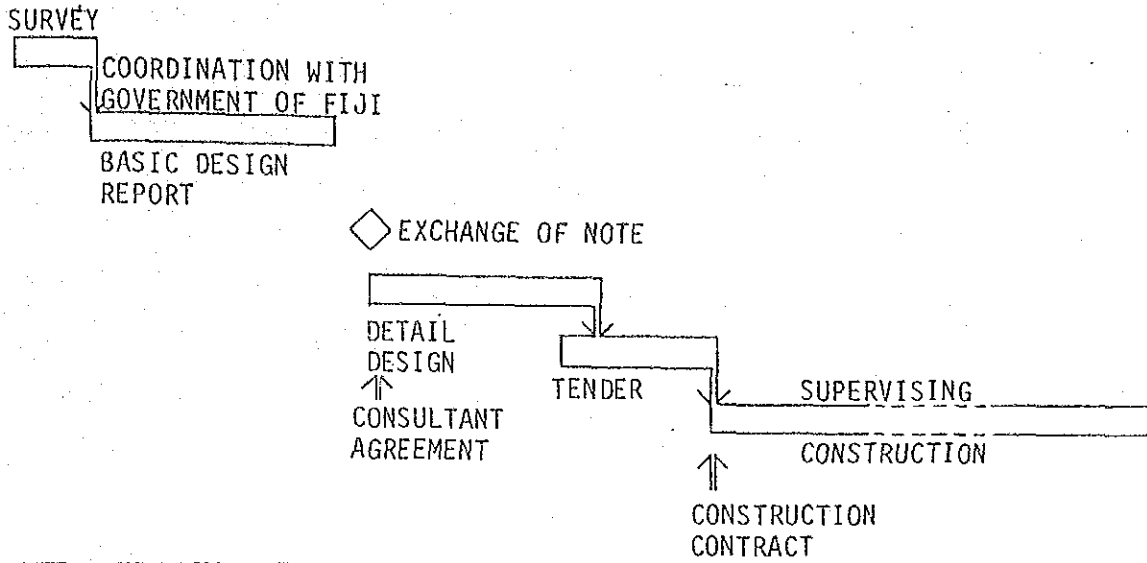 SURVEY
COORDINATION WITH
GOVERNMENT OF FIJI
BASIC DESIGN
REPORT
EXCHANGE OF NOTE
DETAIL
DESIGN
CONSULTANT
AGREEMENT
TENDER
SUPERVISING
CONSTRUCTION
CONSTRUCTION
CONTRACT